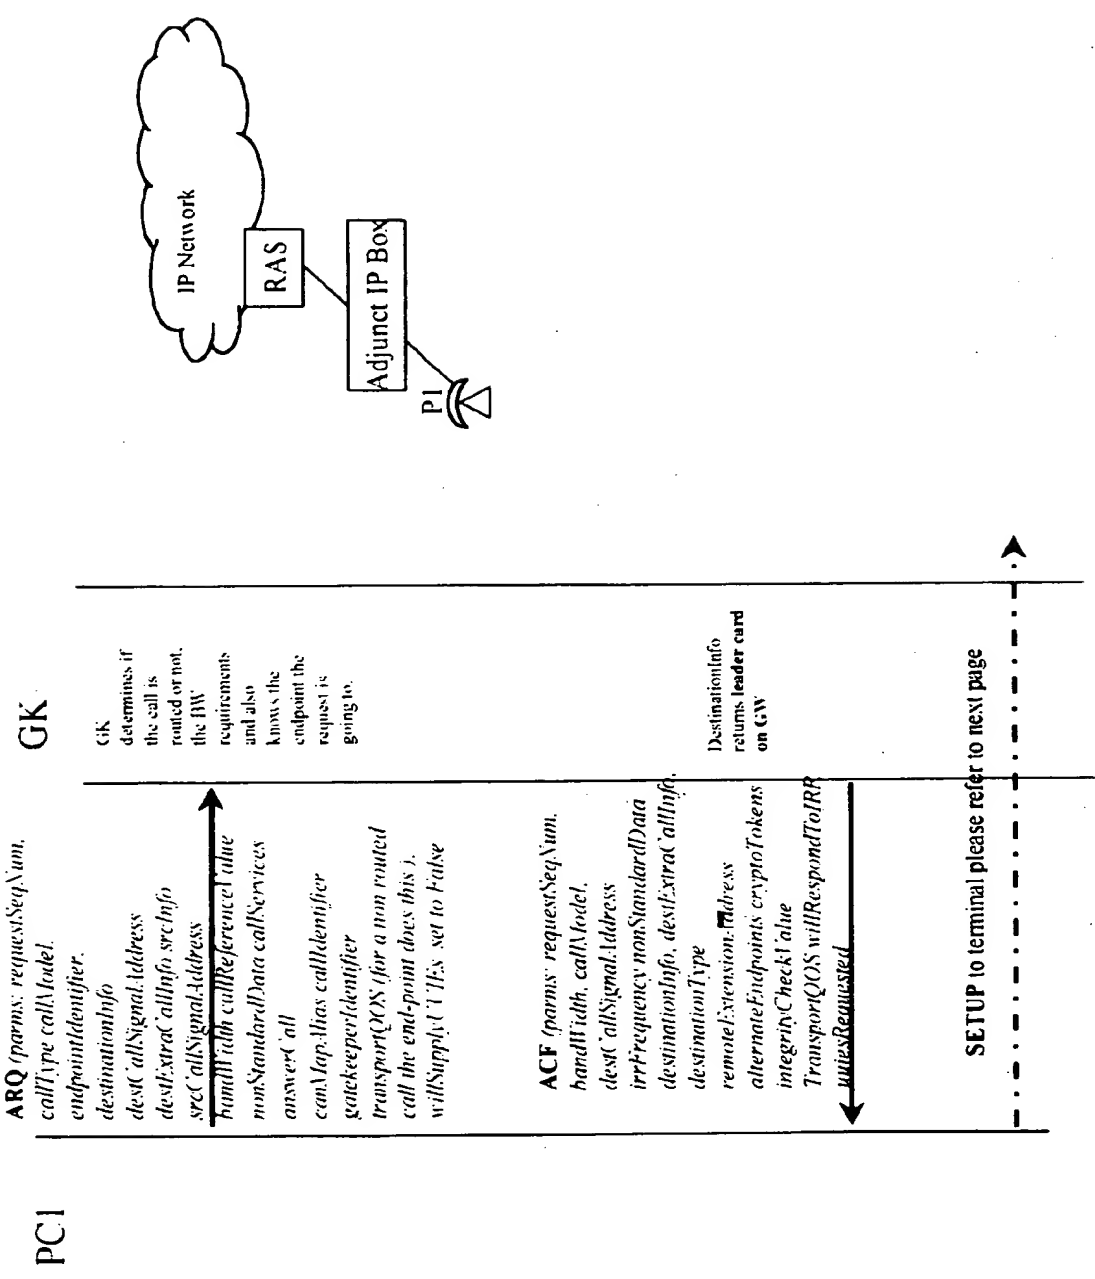 PC1
GK
ARQ (parms: requestSeqNum,
callType callModel,
endpointIdentifier,
destinationInfo
destCallSignalAddress
destExtraCallInfo srcInfo
srcCallSignalAddress
bandWidth callReferenceValue
nonStandardData callServices
answerCall
canMapAlias callIdentifier
gatekeeperIdentifier
transportQOS (for a non routed
call the end-point does this ),
willSupplyUUIEs set to False
GK
determines if
the call is
routed or not,
the BW
requirements
and also
knows the
endpoint the
request is
going to.
ACF (parms: requestSeqNum,
bandWidth, callModel,
destCallSignalAddress
irrFrequency nonStandardData
destinationInfo, destExtraCallInfo,
destinationType
remoteExtensionAddress
alternateEndpoints cryptoTokens
integrityCheckValue
TransportQOS willRespondToIRR
uuiesRequested
DestinationInfo
returns leader card
on GW
SETUP to terminal please refer to next page
IP Network
RAS
Adjunct IP Box
P1